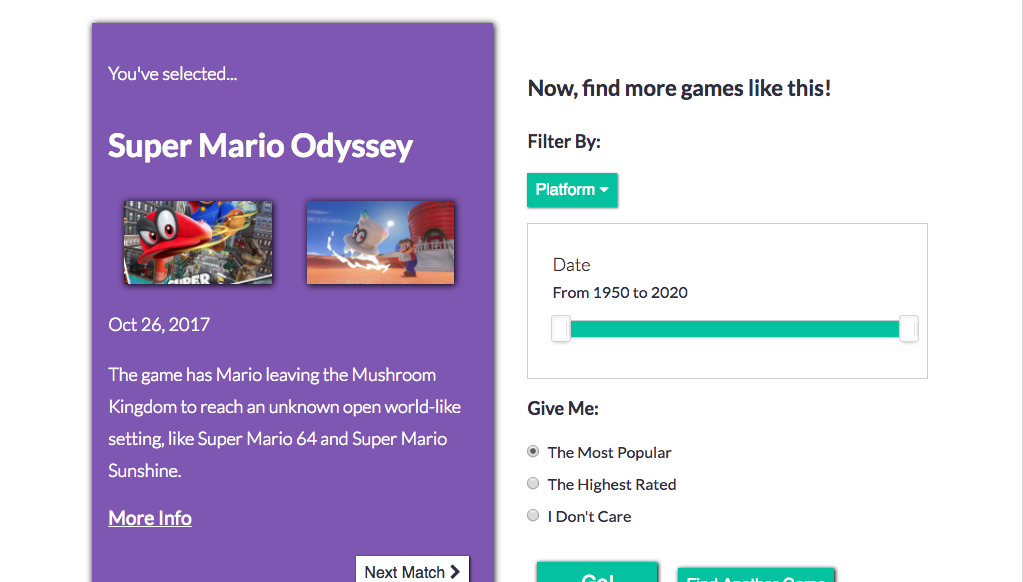 You've selected...
Super Mario Odyssey
SUPER
Oct 26, 2017
The game has Mario leaving the Mushroom
Kingdom to reach an unknown open world-like
setting, like Super Mario 64 and Super Mario
Sunshine.
More Info
Next Match
Now, find more games like this!
Filter By:
Platform
Date
From 1950 to 2020
Give Me:
The Most Popular
The Highest Rated
I Don't Care
Go!
Find Another Game